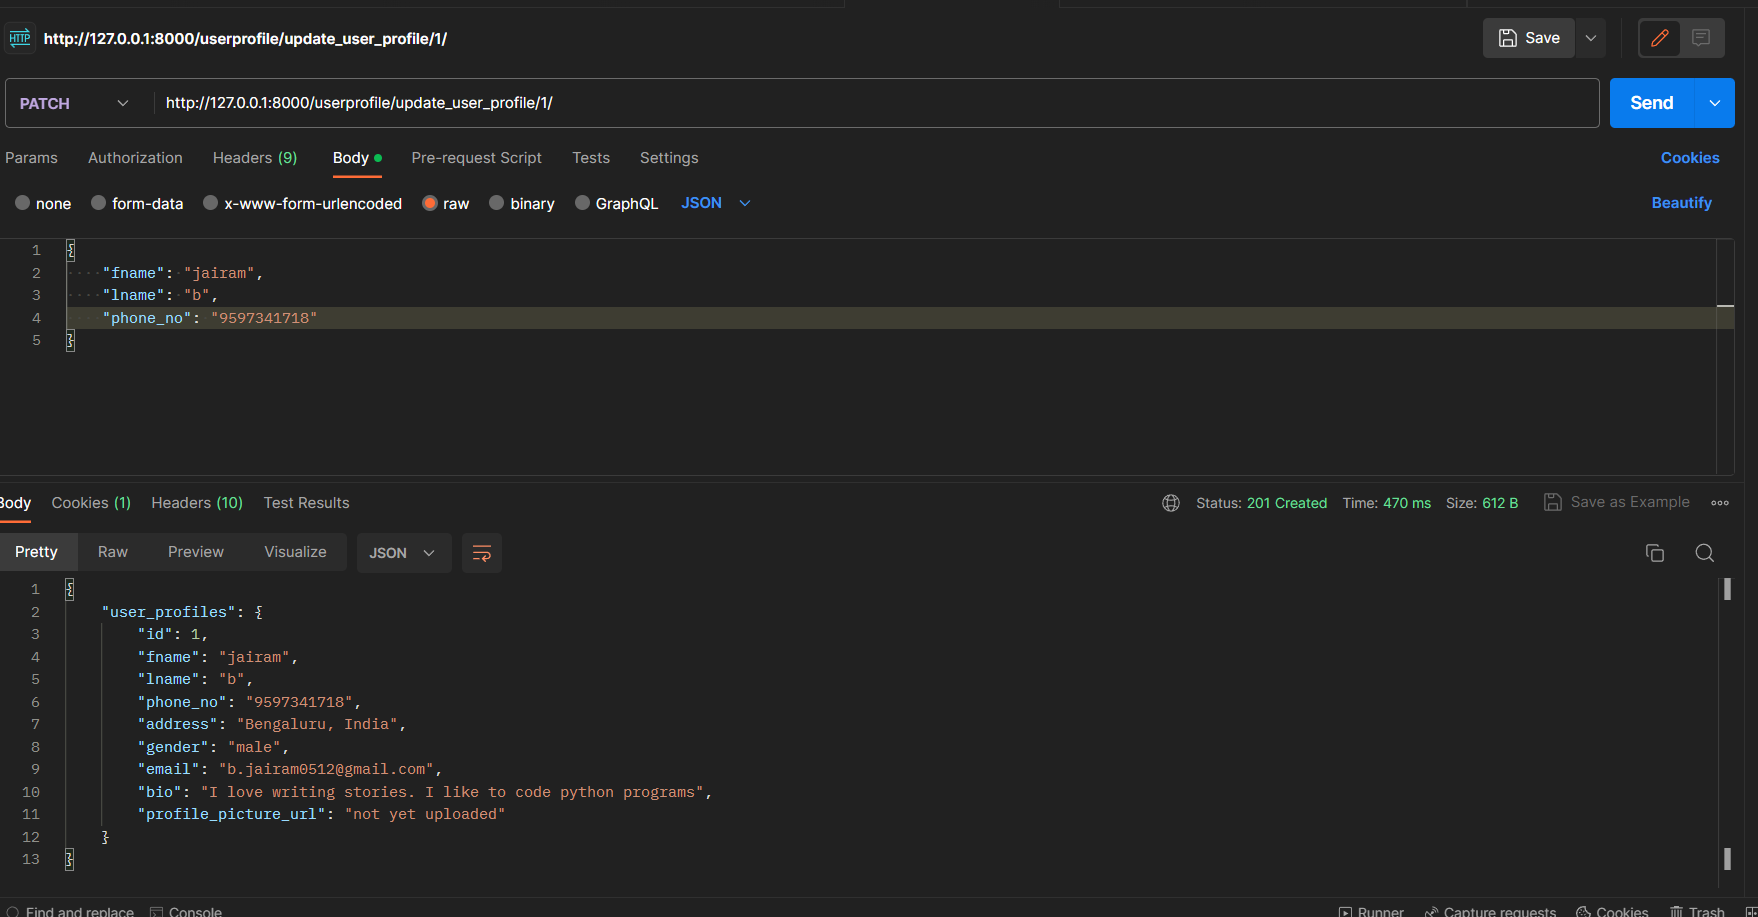 HTTP http://127.0.0.1:8000/userprofile/update_user_profile/1/ Save
PATCH http://127.0.0.1:8000/userprofile/update_user_profile/1/ Send
Params Authorization Headers (9) Body Pre-request Script Tests Settings Cookies
none form-data x-www-form-urlencoded raw binary GraphQL JSON Beautify
1 {
2 "fname": "jairam",
3 "lname": "b",
4 "phone_no": "9597341718"
5 }
Body Cookies (1) Headers (10) Test Results Status: 201 Created Time: 470 ms Size: 612 B Save as Example
Pretty Raw Preview Visualize JSON
1 {
2 "user_profiles": {
3 "id": 1,
4 "fname": "jairam",
5 "lname": "b",
6 "phone_no": "9597341718",
7 "address": "Bengaluru, India",
8 "gender": "male",
9 "email": "b.jairam0512@gmail.com",
10 "bio": "I love writing stories. I like to code python programs",
11 "profile_picture_url": "not yet uploaded"
12 }
13 }
Find and replace Console Runner Capture requests Cookies Trash